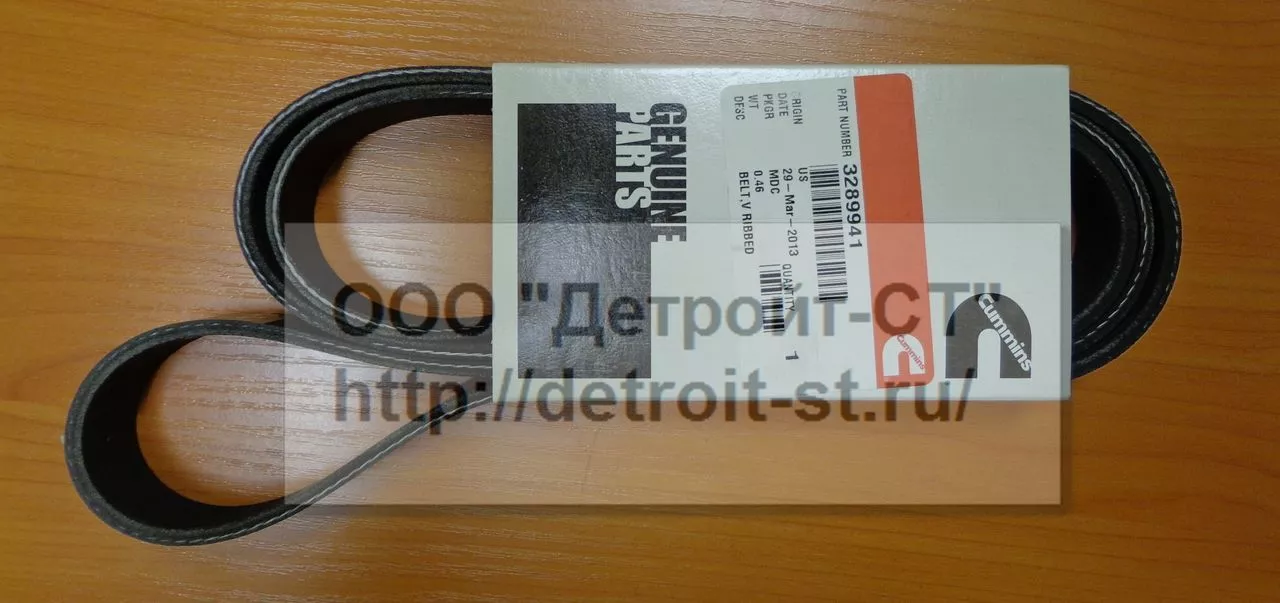 GENUINE
PARTS
PART NUMBER 3289941
ORIGIN US
DATE 29-Mar-2013 QUANTITY 1
PKGR MDC
WT 0.46
DESC BELT,V RIBBED
Cummins
Cummins
ООО "Детройт-СТ"
http://detroit-st.ru/